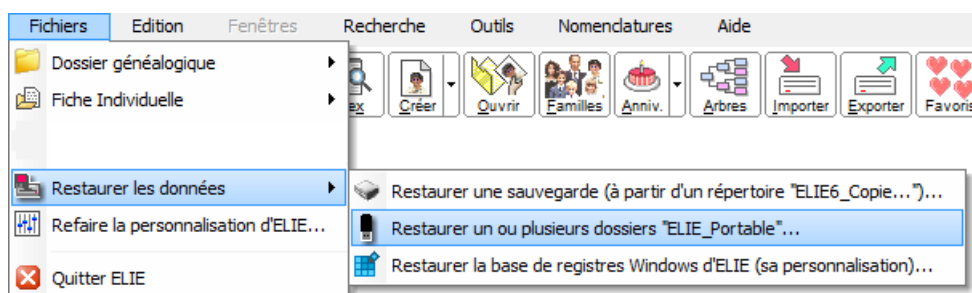 Fichiers Edition Fenêtres Recherche Outils Nomenclatures Aide
Dossier généalogique
Fiche Individuelle
ex Créer Ouvrir Familles Anniv. Arbres Importer Exporter Favoris
Restaurer les données
Refaire la personnalisation d'ELIE...
Quitter ELIE
Restaurer une sauvegarde (à partir d'un répertoire "ELIE6_Copie...")...
Restaurer un ou plusieurs dossiers "ELIE_Portable"...
Restaurer la base de registres Windows d'ELIE (sa personnalisation)...